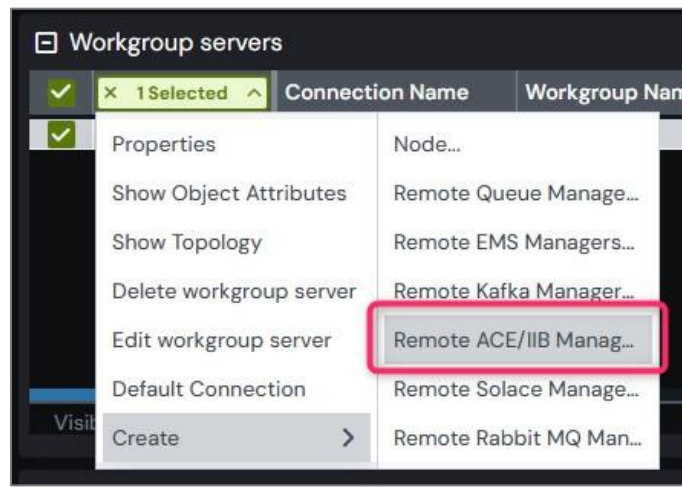 Workgroup servers
× 1 Selected Connection Name Workgroup Nam
Properties
Show Object Attributes
Show Topology
Delete workgroup server
Edit workgroup server
Default Connection
Create
Node...
Remote Queue Manage...
Remote EMS Managers...
Remote Kafka Manager...
Remote ACE/IIB Manag...
Remote Solace Manage...
Remote Rabbit MQ Man...
Visib